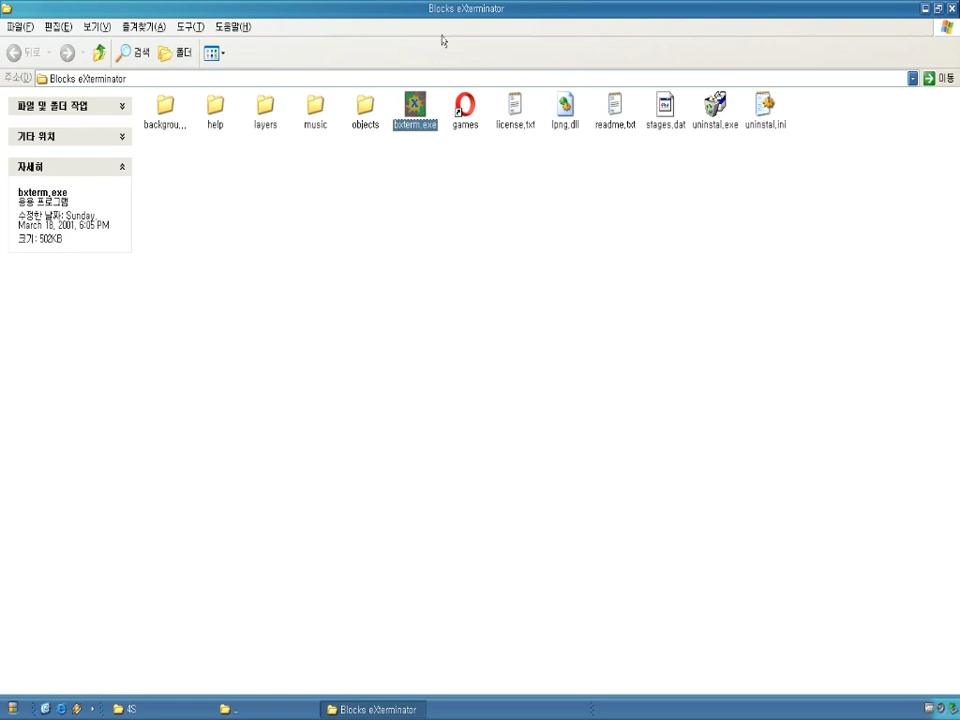 Blocks eXterminator
파일(F) 편집(E) 보기(V) 즐겨찾기(A) 도구(T) 도움말(H)
뒤로 검색 폴더
주소(D) Blocks eXterminator 이동
파일 및 폴더 작업
기타 위치
자세히
bxterm.exe
응용 프로그램
수정한 날짜: Sunday,
March 18, 2001, 6:05 PM
크기: 502KB
backgrou... help layers music objects bxterm.exe games license.txt lpng.dll readme.txt stages.dat uninstal.exe uninstal.ini
4S .. Blocks eXterminator